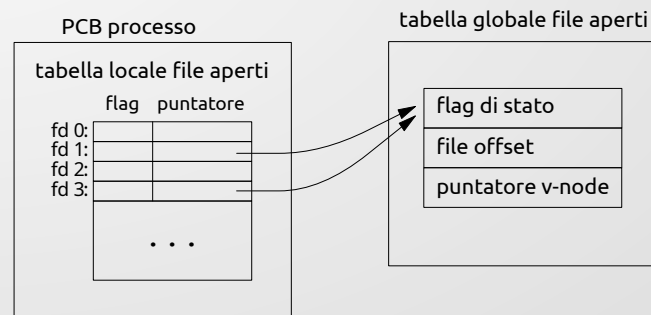 PCB processo
tabella locale file aperti
flag puntatore
fd 0:
fd 1:
fd 2:
fd 3:
. . .
tabella globale file aperti
flag di stato
file offset
puntatore v-node